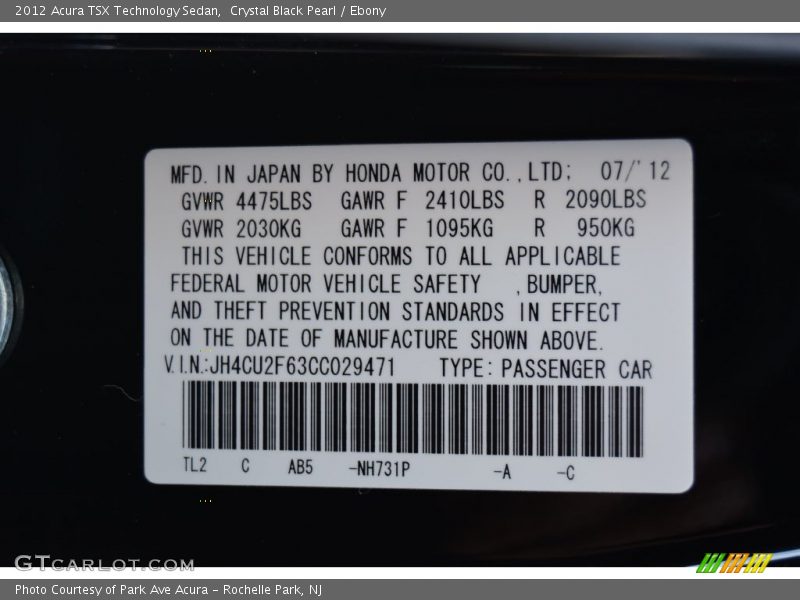 2012 Acura TSX Technology Sedan,  Crystal Black Pearl / Ebony
MFD. IN JAPAN BY HONDA MOTOR CO.,LTD; 07/'12
GVWR 4475LBS GAWR F 2410LBS R 2090LBS
GVWR 2030KG GAWR F 1095KG R 950KG
THIS VEHICLE CONFORMS TO ALL APPLICABLE
FEDERAL MOTOR VEHICLE SAFETY ,BUMPER,
AND THEFT PREVENTION STANDARDS IN EFFECT
ON THE DATE OF MANUFACTURE SHOWN ABOVE.
V.I.N.:JH4CU2F63CC029471 TYPE: PASSENGER CAR
TL2 C AB5 -NH731P -A -C
GTCARLOT.COM
Photo Courtesy of Park Ave Acura - Rochelle Park, NJ